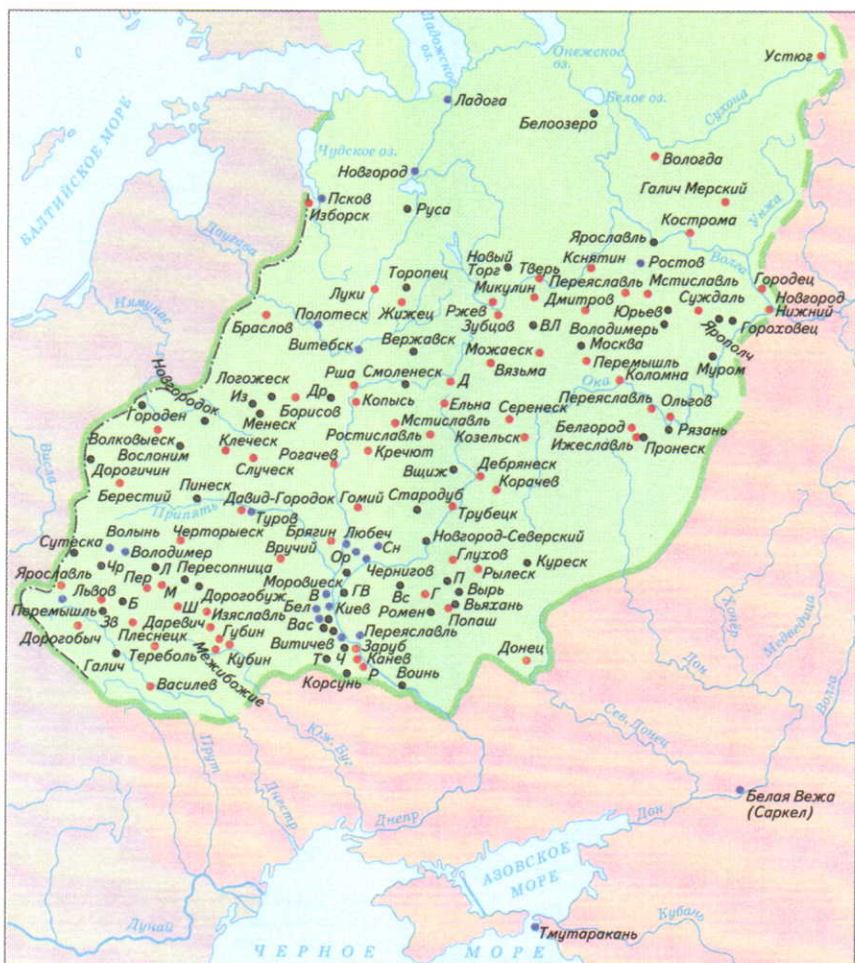 Устюг
Ладожское
оз.
Онежское
оз.
Белое оз.
Сухона
Ладога
Белоозеро
БАЛТИЙСКОЕ МОРЕ
Чудское оз.
Новгород
Вологда
Галич Мерский
Унжа
Псков
Изборск
Руса
Кострома
Ярославль
Волга
Даугава
Новый
Торг
Тверь
Кснятин
Ростов
Городец
Торопец
Микулин
Переяславль
Мстиславль
Новгород
Нижний
Луки
Дмитров
Суждаль
Нямунас
Полотеск
Жижец
Ржев
Зубцов
ВЛ
Юрьев
Ярополч
Гороховец
Браслов
Володимерь
Витебск
Вержавск
Москва
Можаеск
Муром
Новгородок
Логожеск
Рша
Смоленеск
Вязьма
Перемышль
Ока
Коломна
Из
Др
Д
Переяславль
Ольгов
Городен
Борисов
Копысь
Ельна
Серенеск
Менеск
Мстиславль
Белгород
Рязань
Волковыеск
Клеческ
Ростиславль
Козельск
Ижеславль
Пронеск
Вослоним
Рогачев
Кречют
Висла
Дорогичин
Случеск
Вщиж
Дебрянеск
Корачев
Берестий
Пинеск
Давид-Городок
Гомий
Стародуб
Припять
Туров
Трубецк
Волынь
Черторыеск
Брягин
Любеч
Новгород-Северский
Сутеска
Володимер
Вручий
Ор
Сн
Глухов
Куреск
Чр
Л
Пересопница
Чернигов
Рылеск
Ярославль
Пер
Моровиеск
П
Львов
М
Дорогобуж
В
ГВ
Вс
Г
Вырь
Хопёр
Медведица
Перемышль
Б
Ш
Изяславль
Бел
Киев
Ромен
Вьяхань
Зв
Даревич
Вас
Попаш
Дорогобыч
Плеснецк
Губин
Витичев
Переяславль
Заруб
Донец
Дон
Галич
Теребопль
Кубин
Т
Ч
Канев
Р
Межибожие
Корсунь
Воинь
Волга
Василев
Сев. Донец
Прут
Юж. Буг
Днестр
Днепр
Дон
Белая Вежа
(Саркел)
АЗОВСКОЕ
МОРЕ
Дунай
Кубань
Тмутаракань
ЧЕРНОЕ МОРЕ